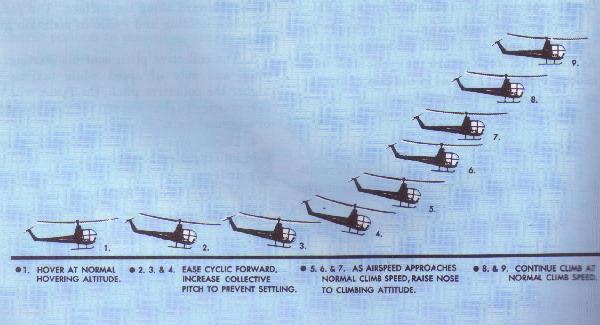 9.
8.
7.
6.
5.
4.
1.
2.
3.
●1. HOVER AT NORMAL
HOVERING ALTITUDE.
●2. 3. & 4. EASE CYCLIC FORWARD,
INCREASE COLLECTIVE
PITCH TO PREVENT SETTLING.
●5. 6. & 7. AS AIRSPEED APPROACHES
NORMAL CLIMB SPEED, RAISE NOSE
TO CLIMBING ATTITUDE.
●8. & 9. CONTINUE CLIMB AT
NORMAL CLIMB SPEED.